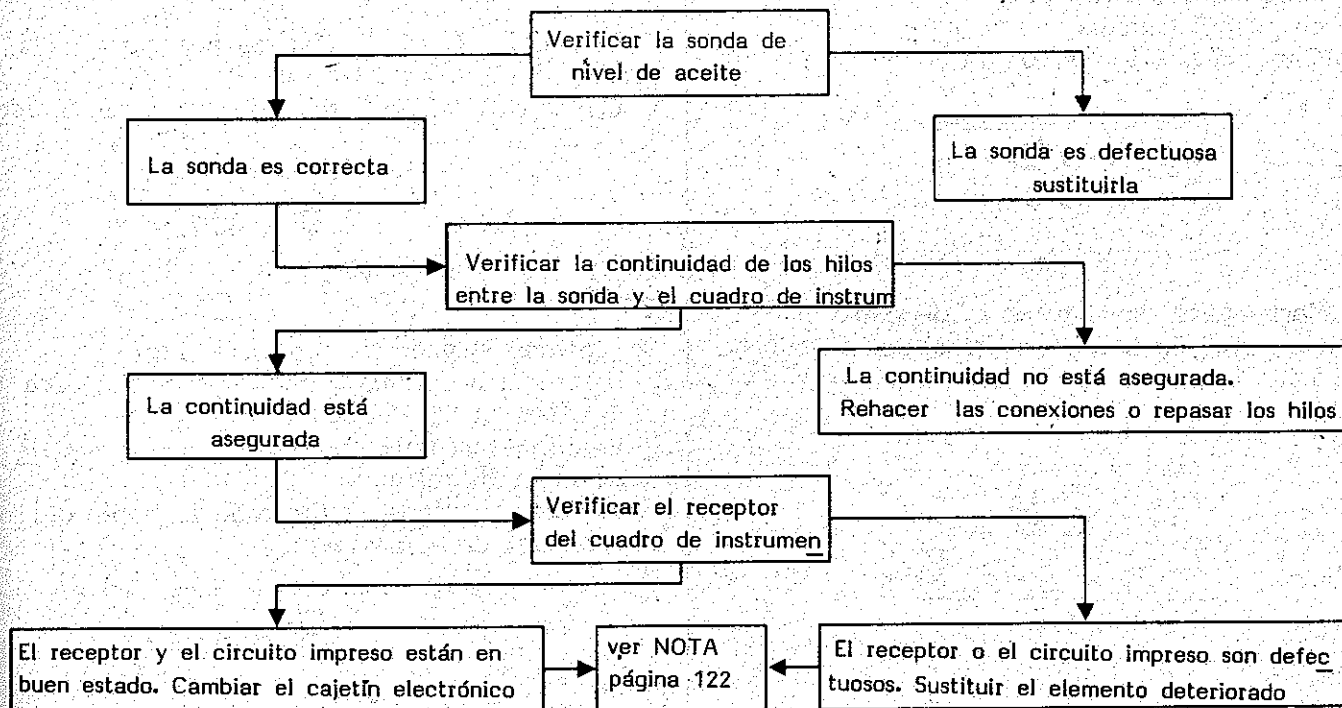 Verificar la sonda de
nivel de aceite
La sonda es correcta
La sonda es defectuosa
sustituirla
Verificar la continuidad de los hilos
entre la sonda y el cuadro de instrum
La continuidad está
asegurada
La continuidad no está asegurada.
Rehacer las conexiones o repasar los hilos
Verificar el receptor
del cuadro de instrumen
El receptor y el circuito impreso están en
buen estado. Cambiar el cajetín electrónico
ver NOTA
página 122
El receptor o el circuito impreso son defec
tuosos. Sustituir el elemento deteriorado